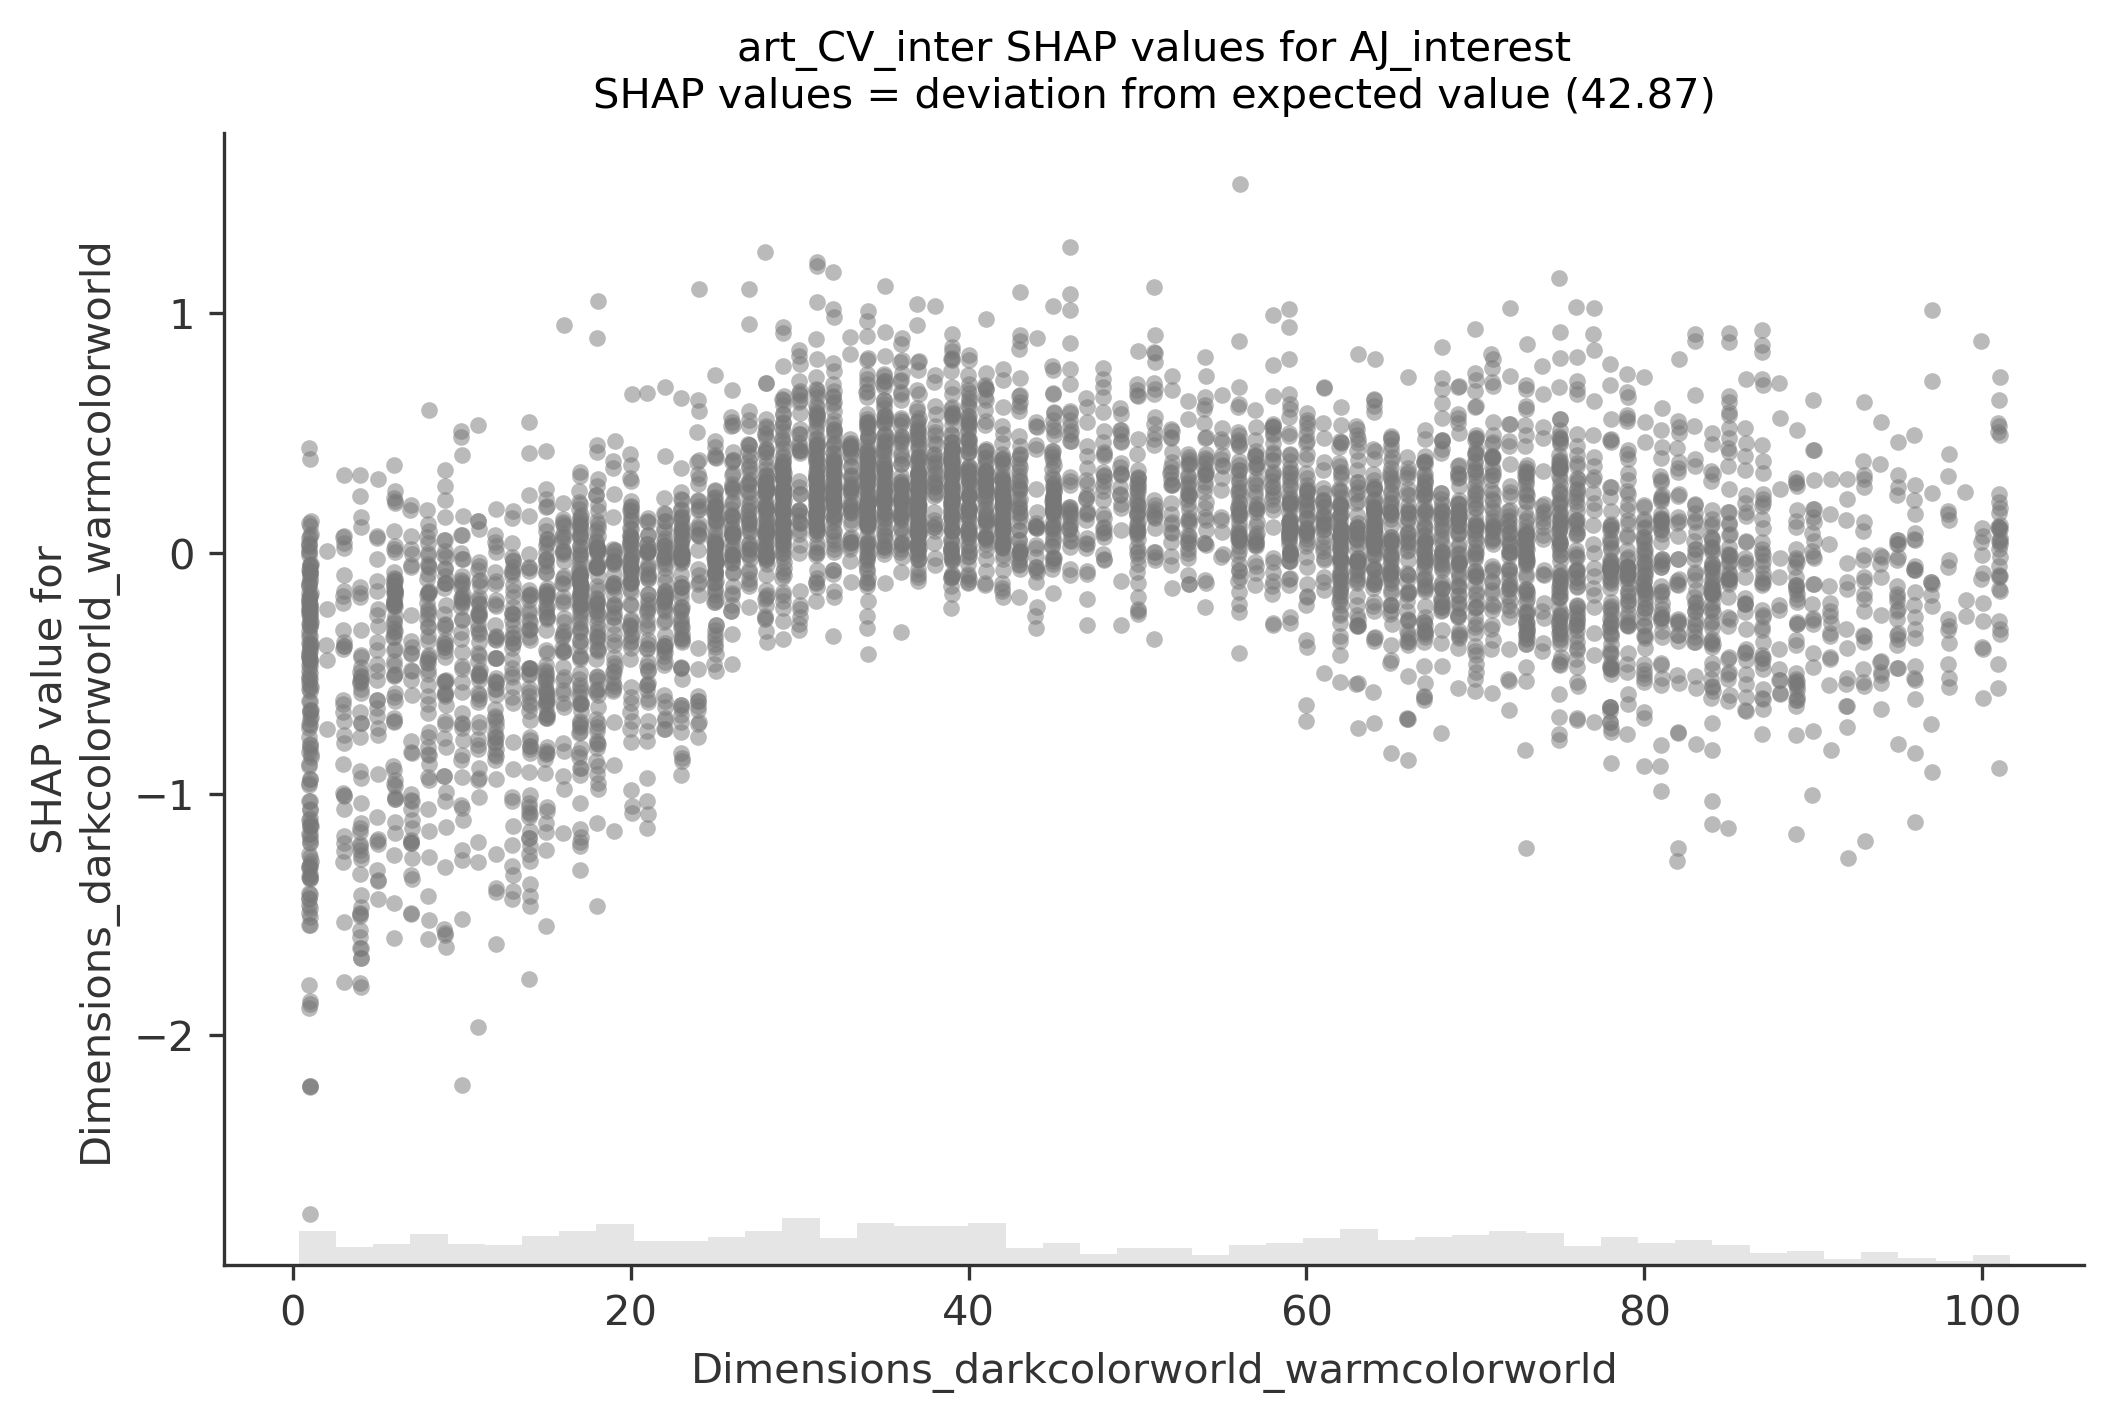 art_CV_inter SHAP values for AJ_interest
SHAP values = deviation from expected value (42.87)
SHAP value for
Dimensions_darkcolorworld_warmcolorworld
1
0
−1
−2
0
20
40
60
80
100
Dimensions_darkcolorworld_warmcolorworld